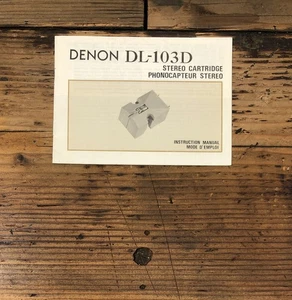 DENON DL-103D
STEREO CARTRIDGE
PHONOCAPTEUR STEREO
INSTRUCTION MANUAL
MODE D'EMPLOI